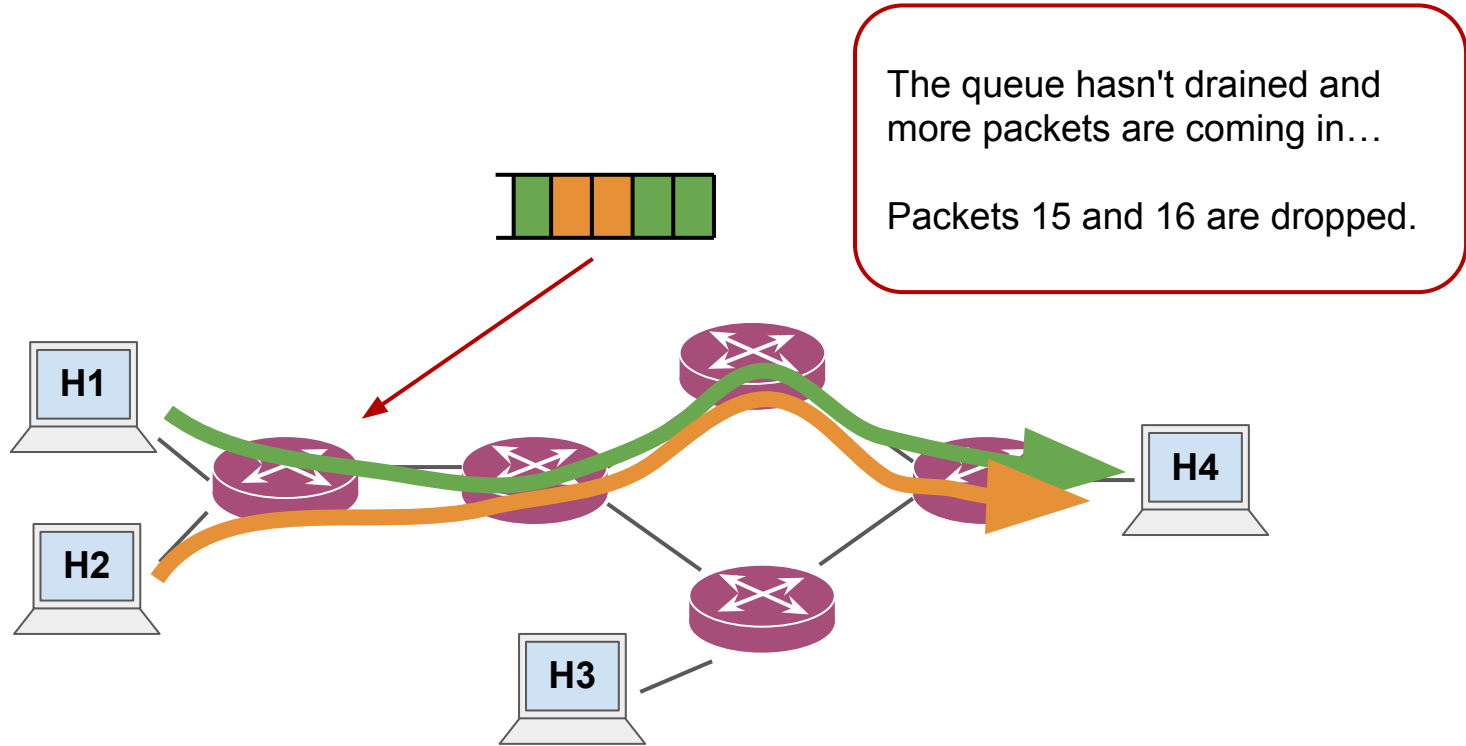 The queue hasn't drained and
more packets are coming in…
Packets 15 and 16 are dropped.
H1
H2
H3
H4